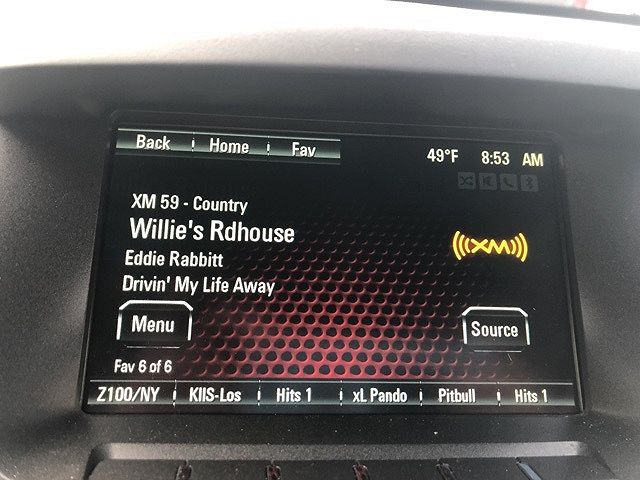 Back Home Fav
49°F 8:53 AM
XM 59 - Country
Willie's Rdhouse
Eddie Rabbitt
Drivin' My Life Away
XM
Menu
Source
Fav 6 of 6
Z100/NY KIIS-Los Hits 1 xL Pando Pitbull Hits 1